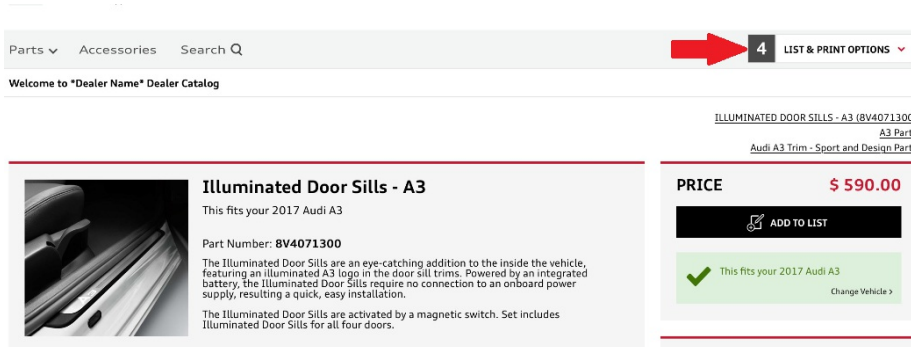 Parts
Accessories
Search
4
LIST & PRINT OPTIONS
Welcome to *Dealer Name* Dealer Catalog
ILLUMINATED DOOR SILLS - A3 (8V4071300
A3 Part
Audi A3 Trim - Sport and Design Part
Illuminated Door Sills - A3
This fits your 2017 Audi A3
Part Number: 8V4071300
The Illuminated Door Sills are an eye-catching addition to the inside the vehicle,
featuring an illuminated A3 logo in the door sill trims. Powered by an integrated
battery, the Illuminated Door Sills require no connection to an onboard power
supply, resulting a quick, easy installation.
The Illuminated Door Sills are activated by a magnetic switch. Set includes
Illuminated Door Sills for all four doors.
PRICE
$ 590.00
ADD TO LIST
This fits your 2017 Audi A3
Change Vehicle >